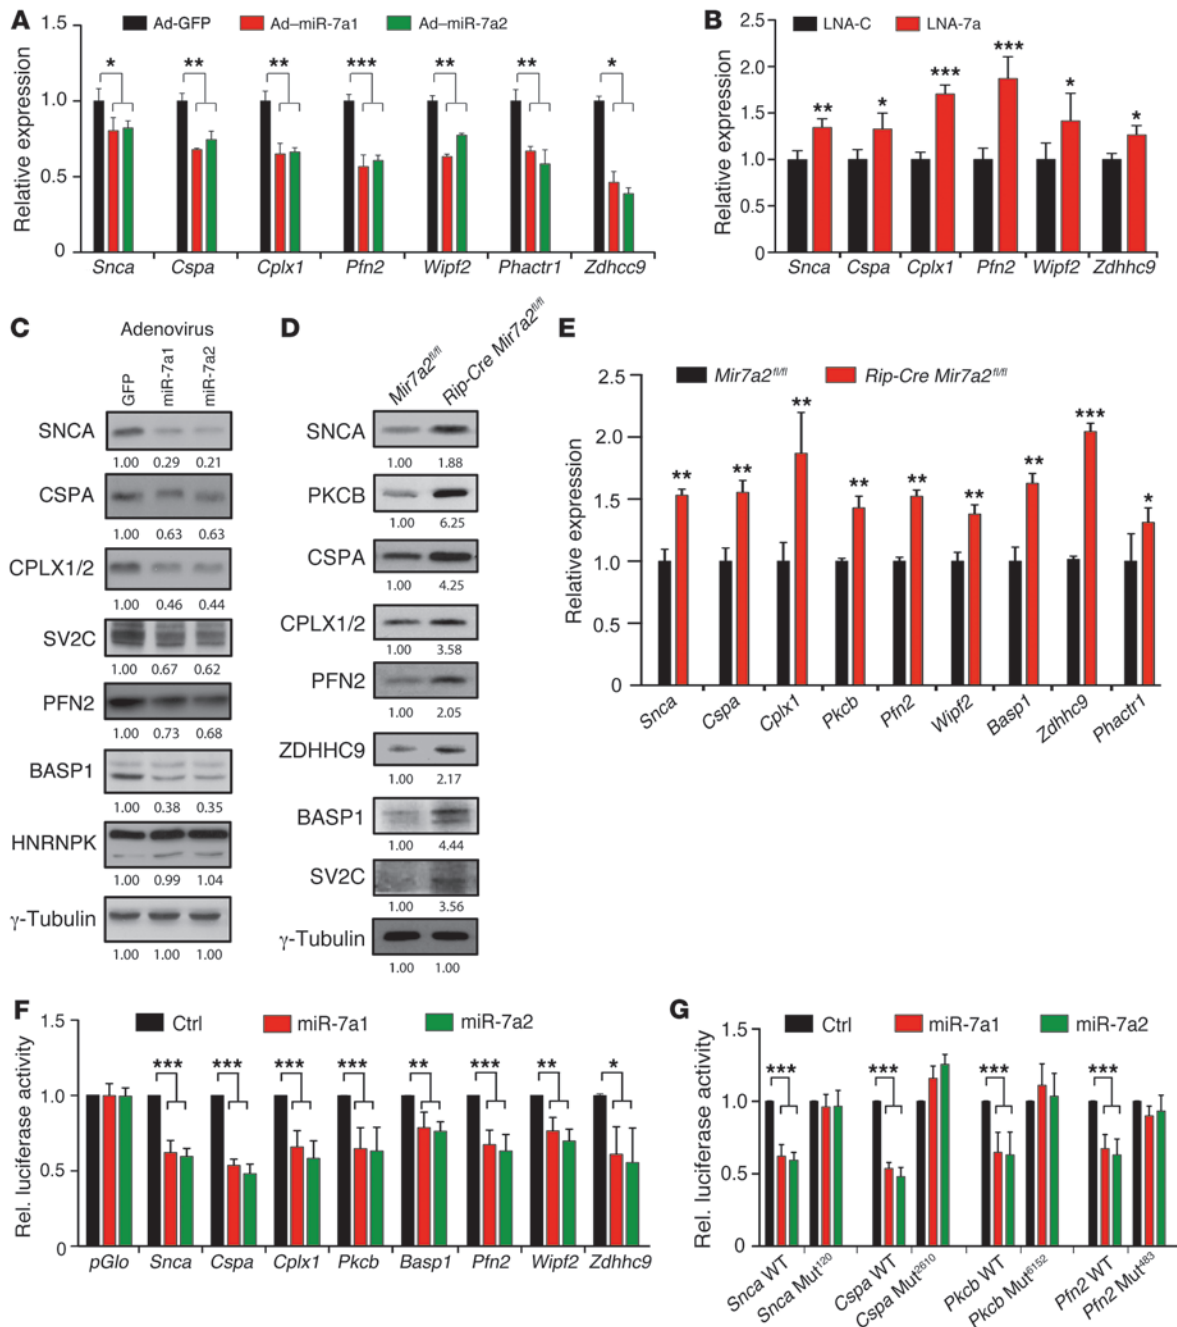 A
Ad-GFP
Ad–miR-7a1
Ad–miR-7a2
Relative expression
1.5
1.0
0.5
0
*
**
**
***
**
**
*
Snca
Cspa
Cplx1
Pfn2
Wipf2
Phactr1
Zdhcc9
B
LNA-C
LNA-7a
Relative expression
2.5
2.0
1.5
1.0
0.5
0
**
*
***
***
*
*
Snca
Cspa
Cplx1
Pfn2
Wipf2
Zdhhc9
C
Adenovirus
GFP
miR-7a1
miR-7a2
SNCA
1.00 0.29 0.21
CSPA
1.00 0.63 0.63
CPLX1/2
1.00 0.46 0.44
SV2C
1.00 0.67 0.62
PFN2
1.00 0.73 0.68
BASP1
1.00 0.38 0.35
HNRNPK
1.00 0.99 1.04
γ-Tubulin
1.00 1.00 1.00
D
Mir7a2fl/fl
Rip-Cre Mir7a2fl/fl
SNCA
1.00 1.88
PKCB
1.00 6.25
CSPA
1.00 4.25
CPLX1/2
1.00 3.58
PFN2
1.00 2.05
ZDHHC9
1.00 2.17
BASP1
1.00 4.44
SV2C
1.00 3.56
γ-Tubulin
1.00 1.00
E
Mir7a2fl/fl
Rip-Cre Mir7a2fl/fl
Relative expression
2.5
2.0
1.5
1.0
0.5
0
**
**
**
**
**
**
**
***
*
Snca
Cspa
Cplx1
Pkcb
Pfn2
Wipf2
Basp1
Zdhhc9
Phactr1
F
Ctrl
miR-7a1
miR-7a2
Rel. luciferase activity
1.5
1.0
0.5
0
***
***
***
***
**
***
**
*
pGlo
Snca
Cspa
Cplx1
Pkcb
Basp1
Pfn2
Wipf2
Zdhhc9
G
Ctrl
miR-7a1
miR-7a2
Rel. luciferase activity
1.5
1.0
0.5
0
***
***
***
***
Snca WT
Snca Mut120
Cspa WT
Cspa Mut2610
Pkcb WT
Pkcb Mut6152
Pfn2 WT
Pfn2 Mut483